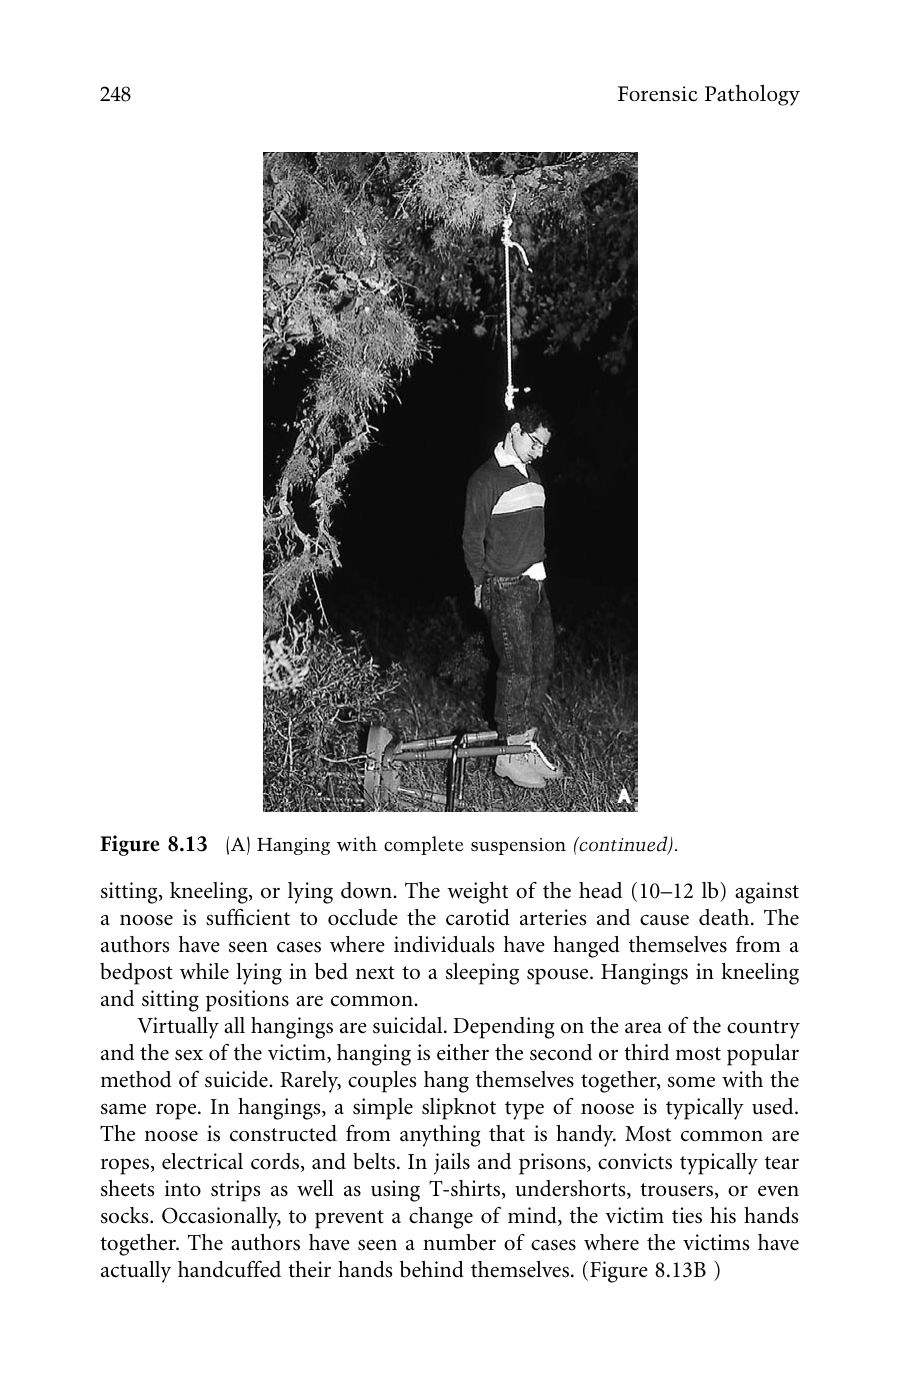 248
Forensic Pathology
A
Figure 8.13 (A) Hanging with complete suspension (continued).
sitting, kneeling, or lying down. The weight of the head (10–12 lb) against
a noose is sufficient to occlude the carotid arteries and cause death. The
authors have seen cases where individuals have hanged themselves from a
bedpost while lying in bed next to a sleeping spouse. Hangings in kneeling
and sitting positions are common.
Virtually all hangings are suicidal. Depending on the area of the country
and the sex of the victim, hanging is either the second or third most popular
method of suicide. Rarely, couples hang themselves together, some with the
same rope. In hangings, a simple slipknot type of noose is typically used.
The noose is constructed from anything that is handy. Most common are
ropes, electrical cords, and belts. In jails and prisons, convicts typically tear
sheets into strips as well as using T-shirts, undershorts, trousers, or even
socks. Occasionally, to prevent a change of mind, the victim ties his hands
together. The authors have seen a number of cases where the victims have
actually handcuffed their hands behind themselves. (Figure 8.13B )